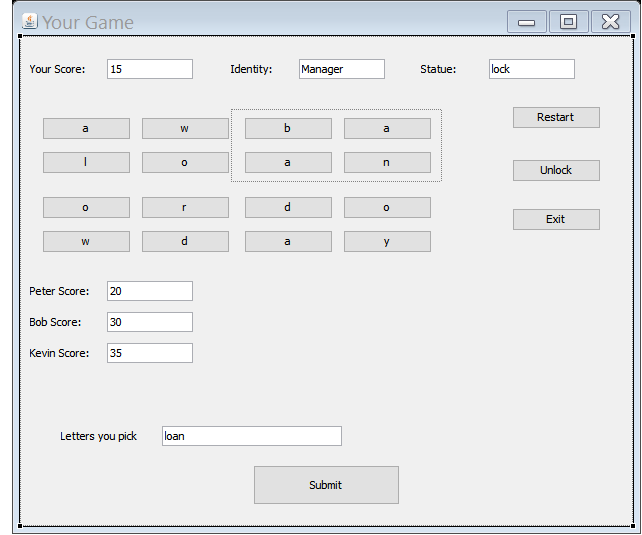 Your Game
Your Score: 15 Identity: Manager Statue: lock
a w b a Restart
l o a n Unlock
o r d o Exit
w d a y
Peter Score: 20
Bob Score: 30
Kevin Score: 35
Letters you pick loan
Submit